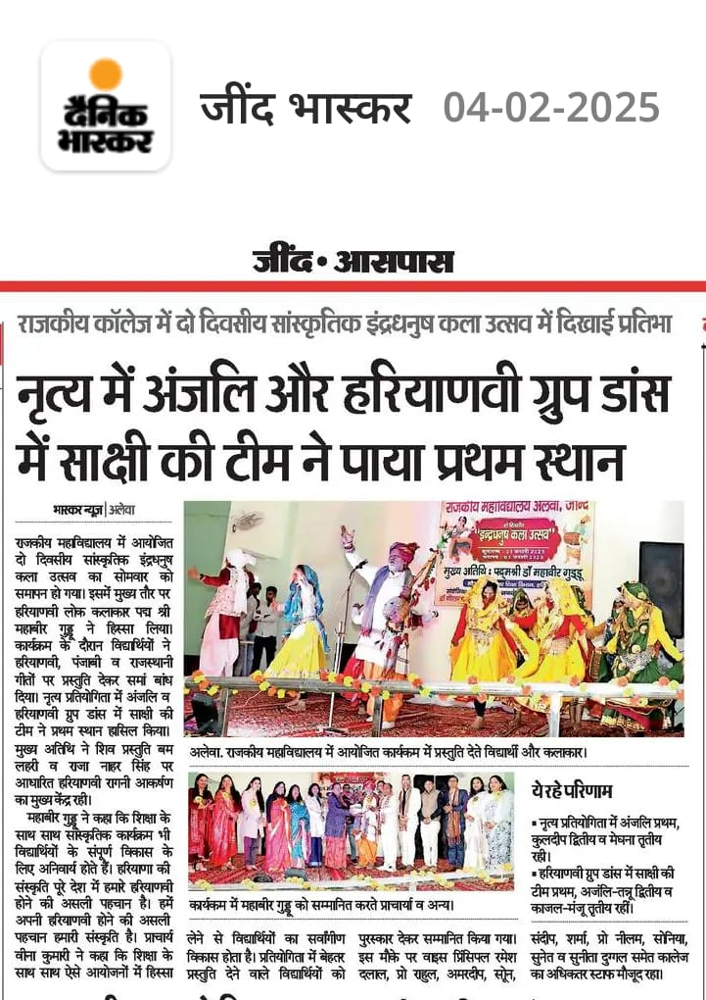 दैनिक
भास्कर
जींद भास्कर 04-02-2025
जींद • आसपास
राजकीय कॉलेज में दो दिवसीय सांस्कृतिक इंद्रधनुष कला उत्सव में दिखाई प्रतिभा
नृत्य में अंजलि और हरियाणवी ग्रुप डांस
में साक्षी की टीम ने पाया प्रथम स्थान
भास्कर न्यूज | अलेवा
राजकीय महाविद्यालय में आयोजित
दो दिवसीय सांस्कृतिक इंद्रधनुष
कला उत्सव का सोमवार को
समापन हो गया। इसमें मुख्य तौर पर
हरियाणवी लोक कलाकार पद्म श्री
महाबीर गुड्डू ने हिस्सा लिया।
कार्यक्रम के दौरान विद्यार्थियों ने
हरियाणवी, पंजाबी व राजस्थानी
गीतों पर प्रस्तुति देकर समां बांध
दिया। नृत्य प्रतियोगिता में अंजलि व
हरियाणवी ग्रुप डांस में साक्षी की
टीम ने प्रथम स्थान हासिल किया।
मुख्य अतिथि ने शिव प्रस्तुति बम
लहरी व राजा नाहर सिंह पर
आधारित हरियाणवी रागनी आकर्षण
का मुख्य केंद्र रही।
महाबीर गुड्डू ने कहा कि शिक्षा के
साथ साथ सांस्कृतिक कार्यक्रम भी
विद्यार्थियों के संपूर्ण विकास के
लिए अनिवार्य होते हैं। हरियाणा की
संस्कृति पूरे देश में हमारे हरियाणवी
होने की असली पहचान है। हमें
अपनी हरियाणवी होने की असली
पहचान हमारी संस्कृति है। प्राचार्य
वीना कुमारी ने कहा कि शिक्षा के
साथ साथ ऐसे आयोजनों में हिस्सा
राजकीय महाविद्यालय अलेवा, जीन्द
दो दिवसीय
"इन्द्रधनुष कला उत्सव"
मुख्य अतिथि : पद्मश्री डॉ महाबीर गुड्डू
अलेवा. राजकीय महाविद्यालय में आयोजित कार्यकम में प्रस्तुति देते विद्यार्थी और कलाकार।
कार्यकम में महाबीर गुड्डू को सम्मानित करते प्राचार्या व अन्य।
ये रहे परिणाम
▪ नृत्य प्रतियोगिता में अंजलि प्रथम,
कुलदीप द्वितीय व मेघना तृतीय
रही।
▪ हरियाणवी ग्रुप डांस में साक्षी की
टीम प्रथम, अर्जलि-तन्नू द्वितीय व
काजल-मंजू तृतीय रहीं।
लेने से विद्यार्थियों का सर्वांगीण
विकास होता है। प्रतियोगिता में बेहतर
प्रस्तुति देने वाले विद्यार्थियों को
पुरस्कार देकर सम्मानित किया गया।
इस मौके पर वाइस प्रिंसिपल रमेश
दलाल, प्रो राहुल, अमरदीप, सोून,
संदीप, शर्मा, प्रो नीलम, सोनिया,
सुनेत व सुनीता दुग्गल समेत कालेज
का अधिकतर स्टाफ मौजूद रहा।